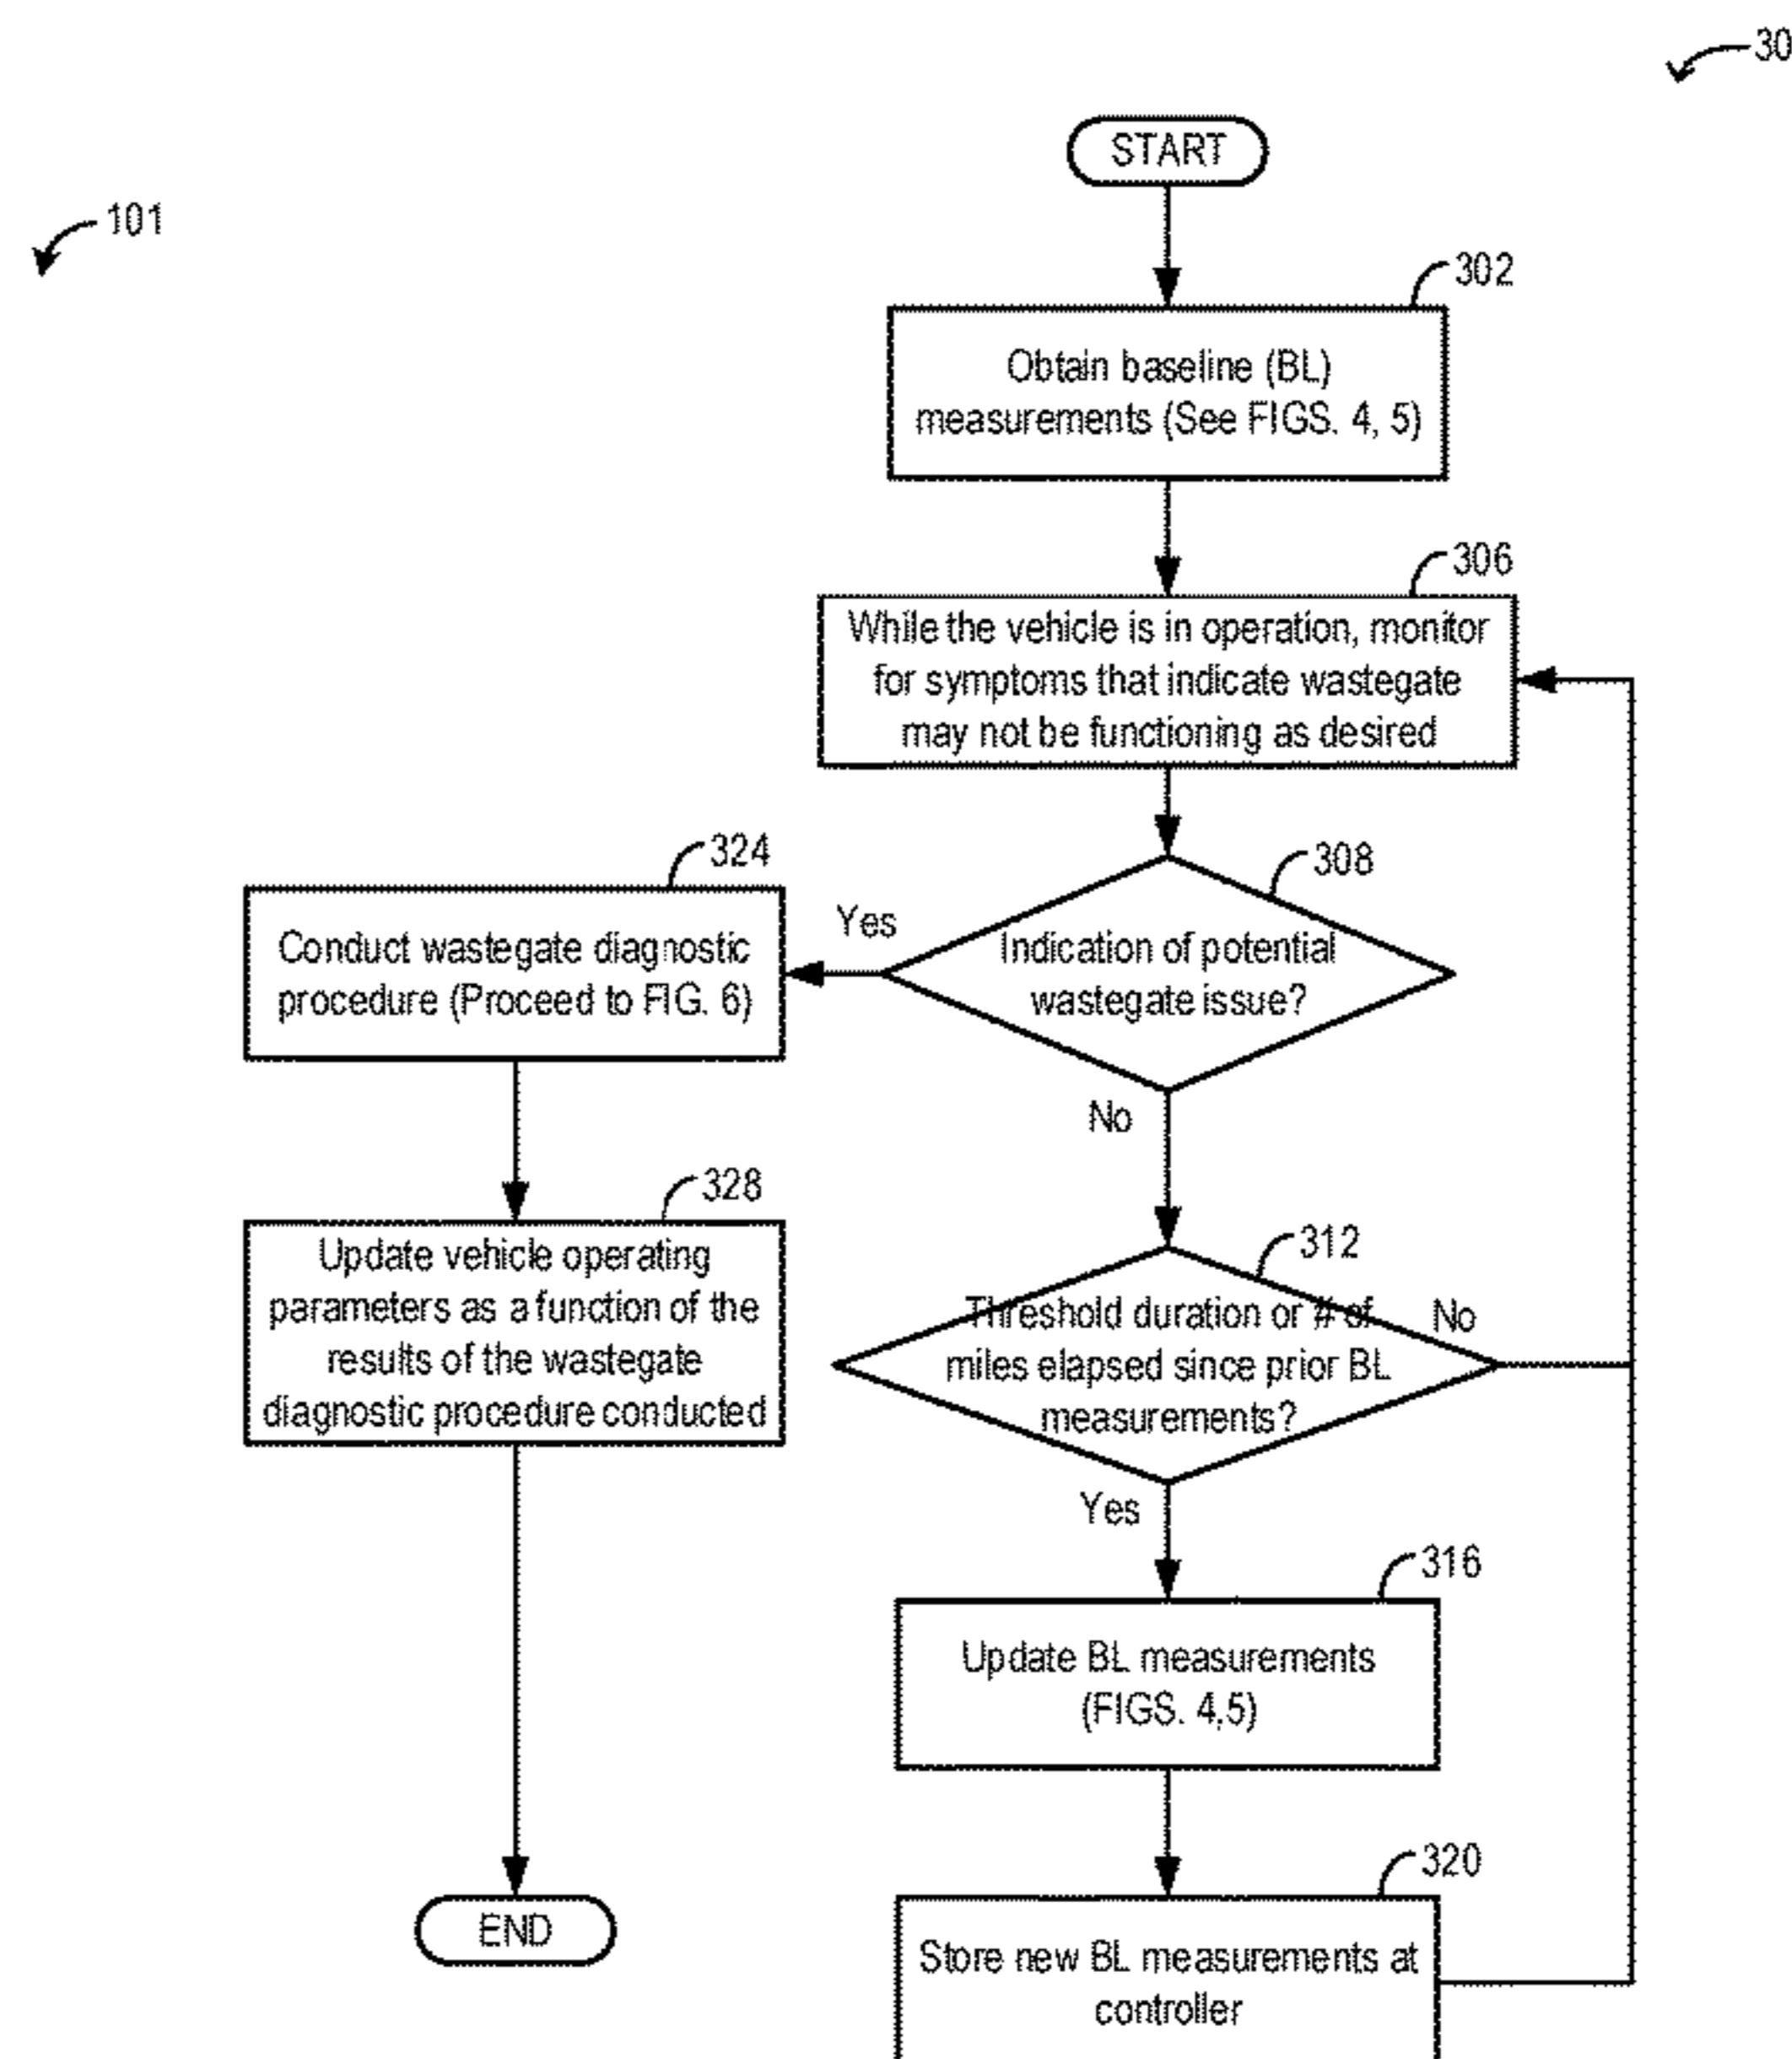 30
START
101
302
Obtain baseline (BL)
measurements (See FIGS. 4, 5)
306
While the vehicle is in operation, monitor
for symptoms that indicate wastegate
may not be functioning as desired
324
308
Yes
Conduct wastegate diagnostic
procedure (Proceed to FIG. 6)
Indication of potential
wastegate issue?
No
328
Update vehicle operating
parameters as a function of the
results of the wastegate
diagnostic procedure conducted
312
Threshold duration or # of
miles elapsed since prior BL
measurements?
No
Yes
316
Update BL measurements
(FIGS. 4,5)
320
END
Store new BL measurements at
controller